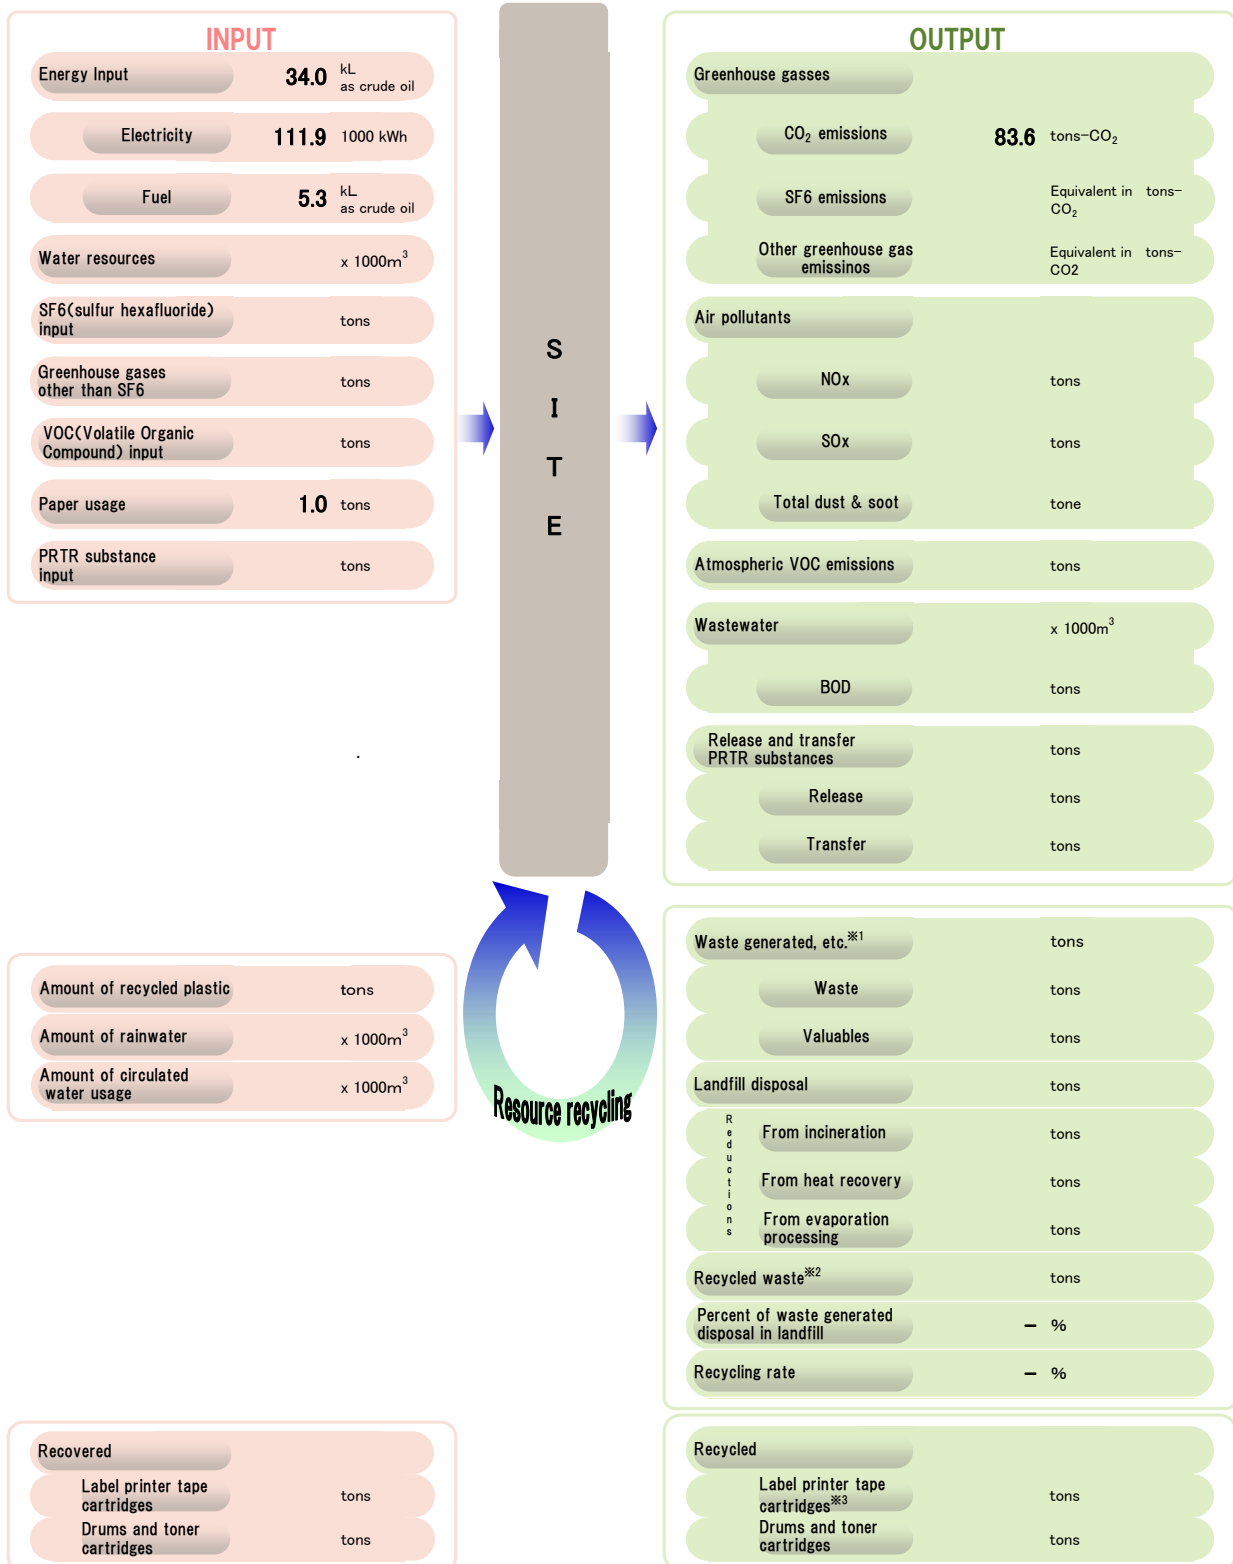 INPUT
Energy Input 34.0 kL as crude oil
Electricity 111.9 1000 kWh
Fuel 5.3 kL as crude oil
Water resources x 1000m³
SF6(sulfur hexafluoride) input tons
Greenhouse gases other than SF6 tons
VOC(Volatile Organic Compound) input tons
Paper usage 1.0 tons
PRTR substance input tons
S
I
T
E
OUTPUT
Greenhouse gasses
CO₂ emissions 83.6 tons-CO₂
SF6 emissions Equivalent in tons-CO₂
Other greenhouse gas emissinos Equivalent in tons-CO2
Air pollutants
NOx tons
SOx tons
Total dust & soot tone
Atmospheric VOC emissions tons
Wastewater x 1000m³
BOD tons
Release and transfer PRTR substances tons
Release tons
Transfer tons
Amount of recycled plastic tons
Amount of rainwater x 1000m³
Amount of circulated water usage x 1000m³
Resource recycling
Waste generated, etc.※1 tons
Waste tons
Valuables tons
Landfill disposal tons
Reductions
From incineration tons
From heat recovery tons
From evaporation processing tons
Recycled waste※2 tons
Percent of waste generated disposal in landfill – %
Recycling rate – %
Recovered
Label printer tape cartridges tons
Drums and toner cartridges tons
Recycled
Label printer tape cartridges※3 tons
Drums and toner cartridges tons